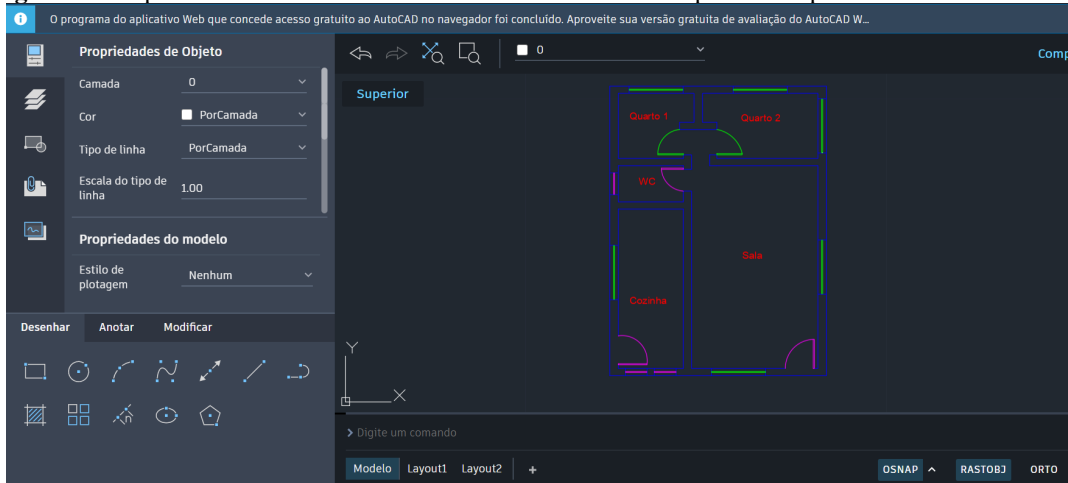 O programa do aplicativo Web que concede acesso gratuito ao AutoCAD no navegador foi concluído. Aproveite sua versão gratuita de avaliação do AutoCAD W...
Propriedades de Objeto
Camada 0
Cor PorCamada
Tipo de linha PorCamada
Escala do tipo de
linha 1.00
Propriedades do modelo
Estilo de
plotagem Nenhum
Desenhar Anotar Modificar
0
Comp
Superior
Quarto 1 Quarto 2
WC
Sala
Cozinha
Y
X
Digite um comando
Modelo Layout1 Layout2 +
OSNAP RASTOBJ ORTO